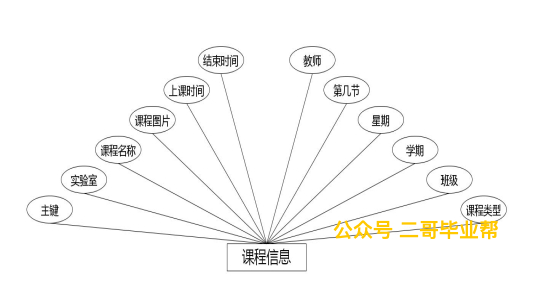 结束时间
教师
上课时间
第几节
课程图片
星期
课程名称
学期
实验室
班级
主键
课程类型
公众号 二哥毕业帮
课程信息